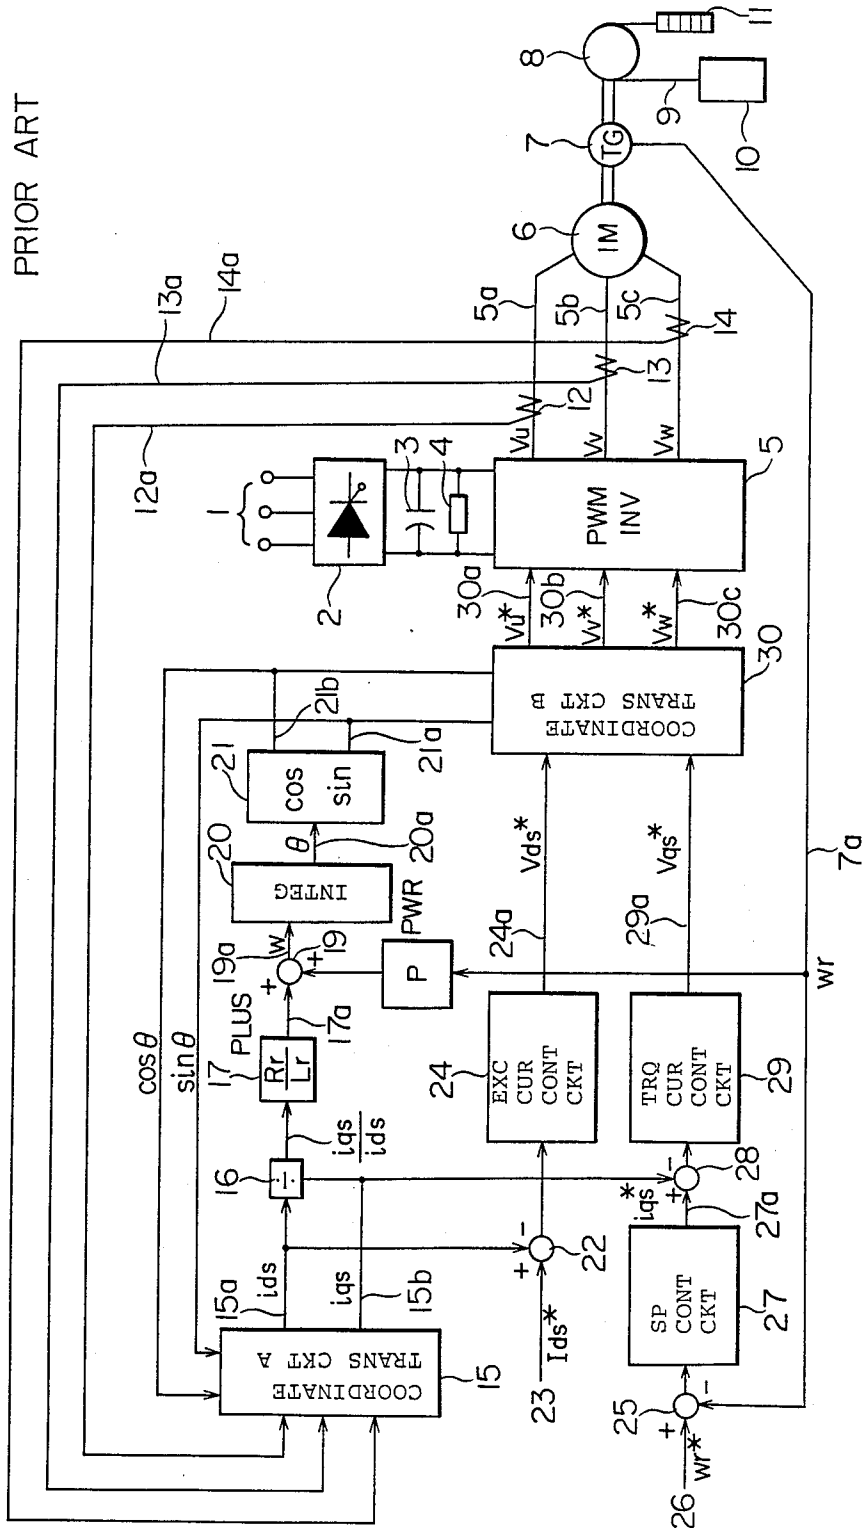 PRIOR ART
14a
13a
12a
1
2
3
4
5
PWM
INV
Vu
Vv
Vw
5a
5b
5c
12
13
14
6
IM
7
TG
8
9
10
11
cosθ
sinθ
21
cos
sin
21b
21a
20
INTEG
θ
20a
PWR
P
19a
w
19
+
+
PLUS
17
Rr
Lr
17a
iqs
ids
16
÷
15a
ids
iqs
15b
COORDINATE
TRANS CKT A
15
30
COORDINATE
TRANS CKT B
30a
Vu*
30b
Vv*
30c
Vw*
Vds*
24a
24
EXC
CUR
CONT
CKT
Vqs*
29a
29
TRQ
CUR
CONT
CKT
22
+
-
23
Ids*
28
+
-
iqs*
27a
27
SP
CONT
CKT
25
+
-
26
wr*
wr
7a